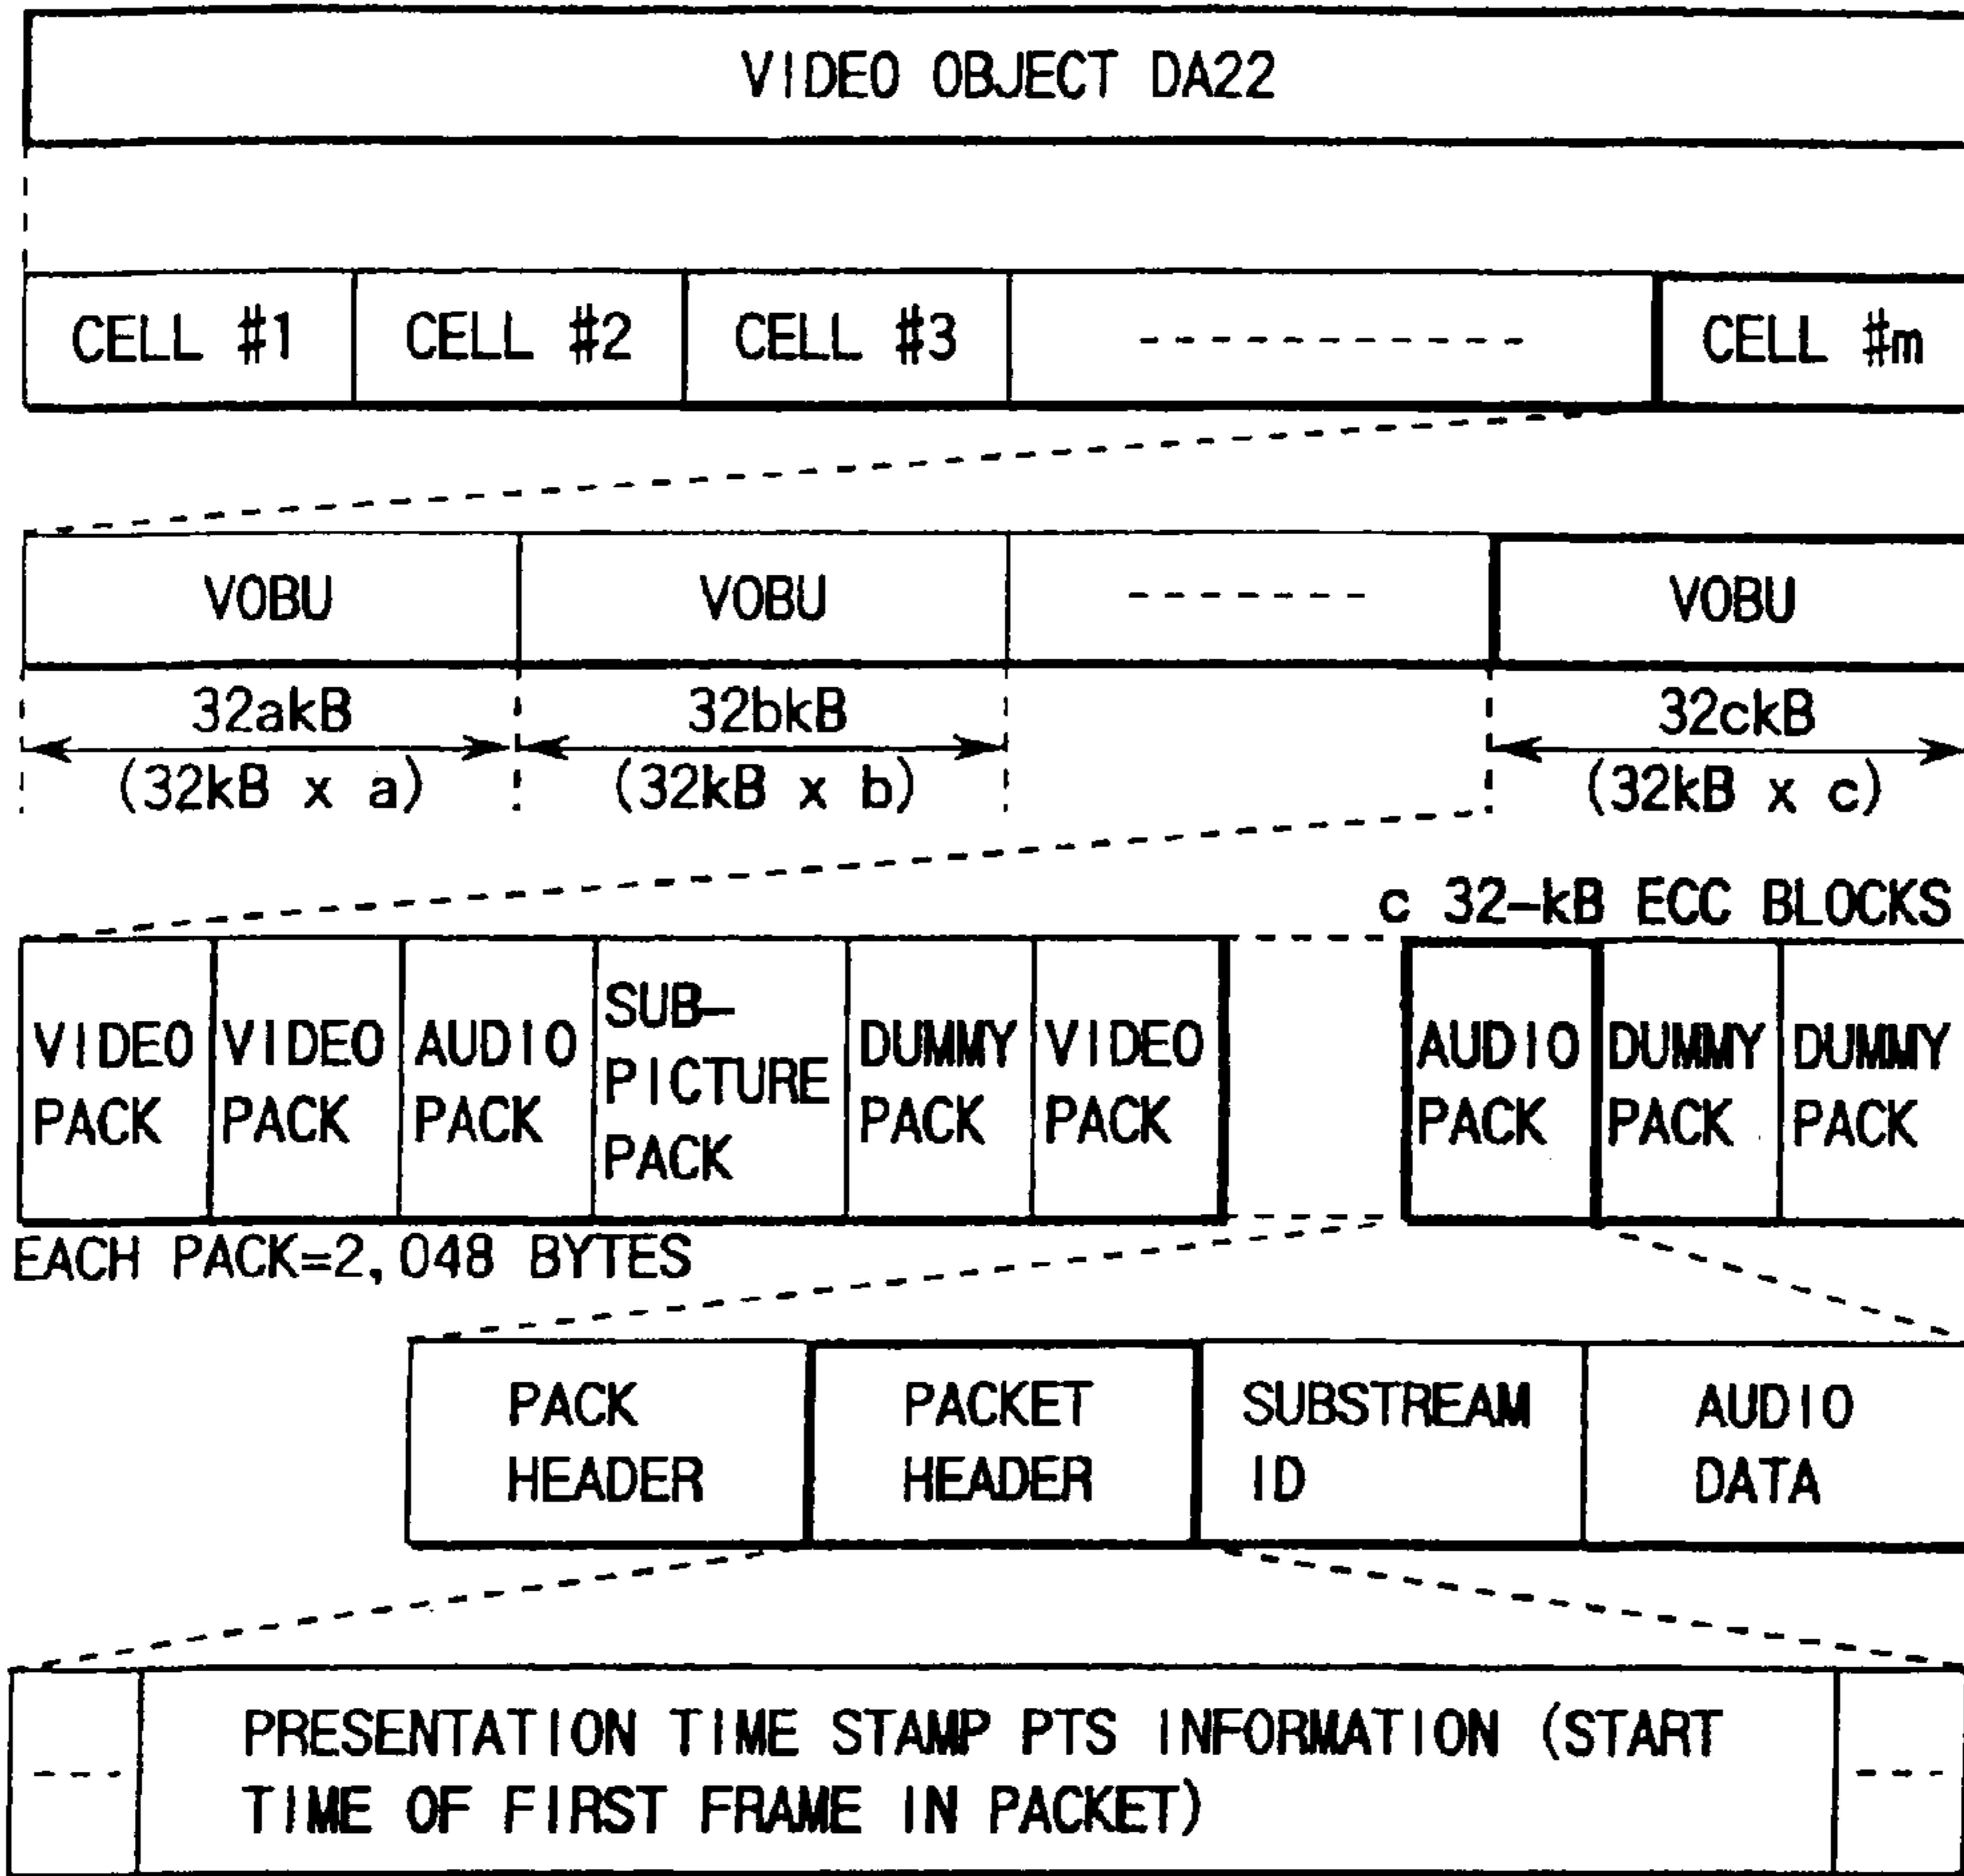 VIDEO OBJECT DA22
CELL #1 CELL #2 CELL #3 ----------- CELL #m
VOBU VOBU ------- VOBU
32akB 32bkB 32ckB
(32kB x a) (32kB x b) (32kB x c)
c 32-kB ECC BLOCKS
VIDEO PACK
VIDEO PACK
AUDIO PACK
SUB-
PICTURE
PACK
DUMMY PACK
VIDEO PACK
AUDIO PACK
DUMMY PACK
DUMMY PACK
EACH PACK=2,048 BYTES
PACK HEADER
PACKET HEADER
SUBSTREAM ID
AUDIO DATA
--- PRESENTATION TIME STAMP PTS INFORMATION (START ---
TIME OF FIRST FRAME IN PACKET)